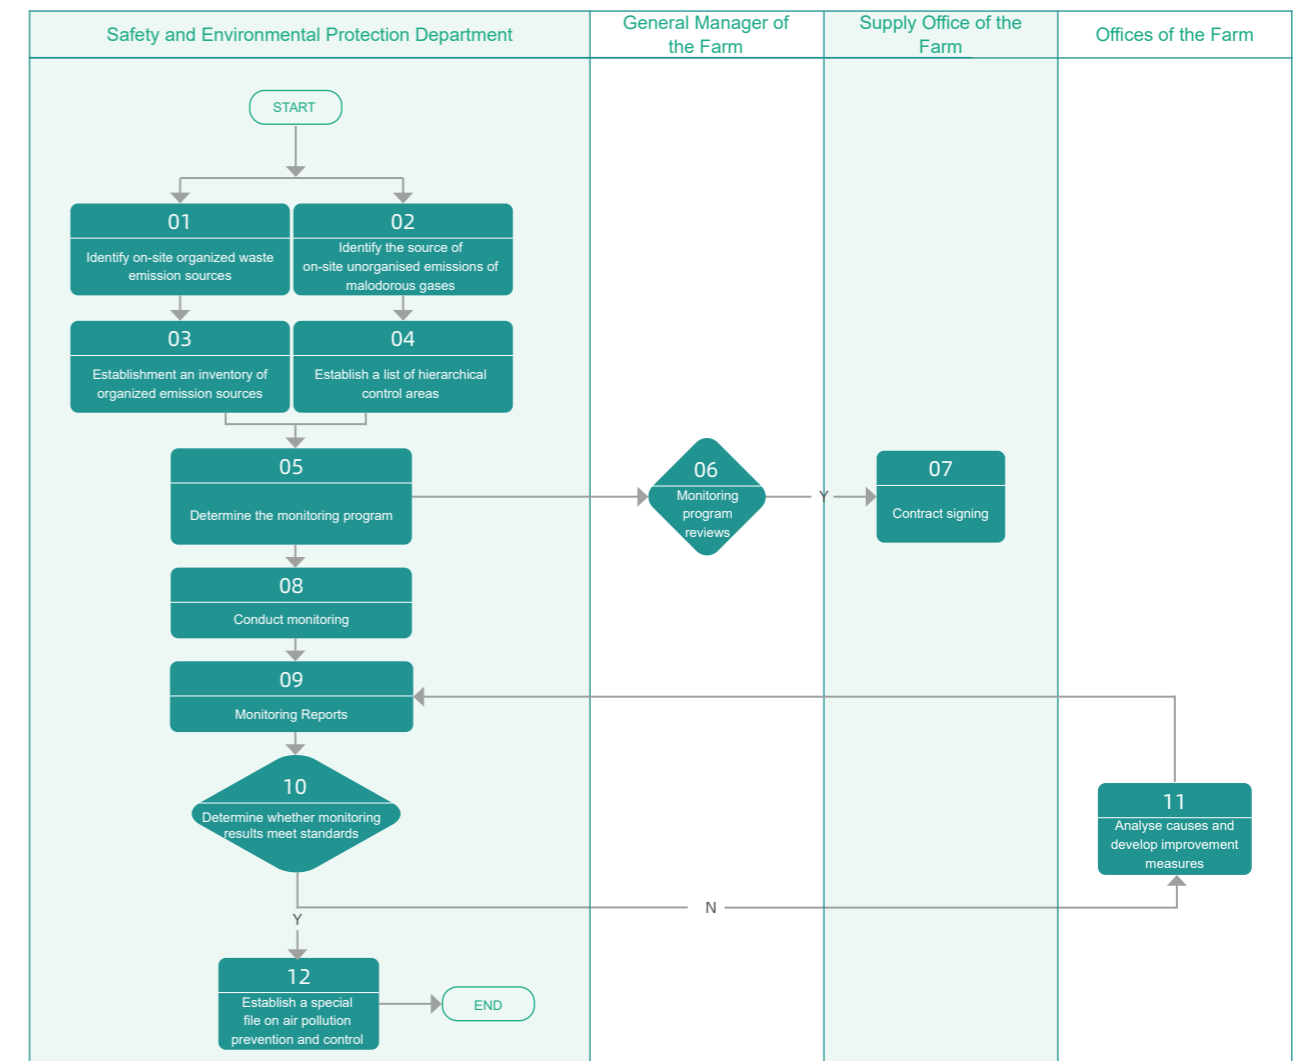 Safety and Environmental Protection Department
General Manager of
the Farm
Supply Office of the
Farm
Offices of the Farm
START
01
Identify on-site organized waste
emission sources
02
Identify the source of
on-site unorganised emissions of
malodorous gases
03
Establishment an inventory of
organized emission sources
04
Establish a list of hierarchical
control areas
05
Determine the monitoring program
06
Monitoring
program
reviews
Y
07
Contract signing
08
Conduct monitoring
09
Monitoring Reports
10
Determine whether monitoring
results meet standards
11
Analyse causes and
develop improvement
measures
N
Y
12
Establish a special
file on air pollution
prevention and control
END